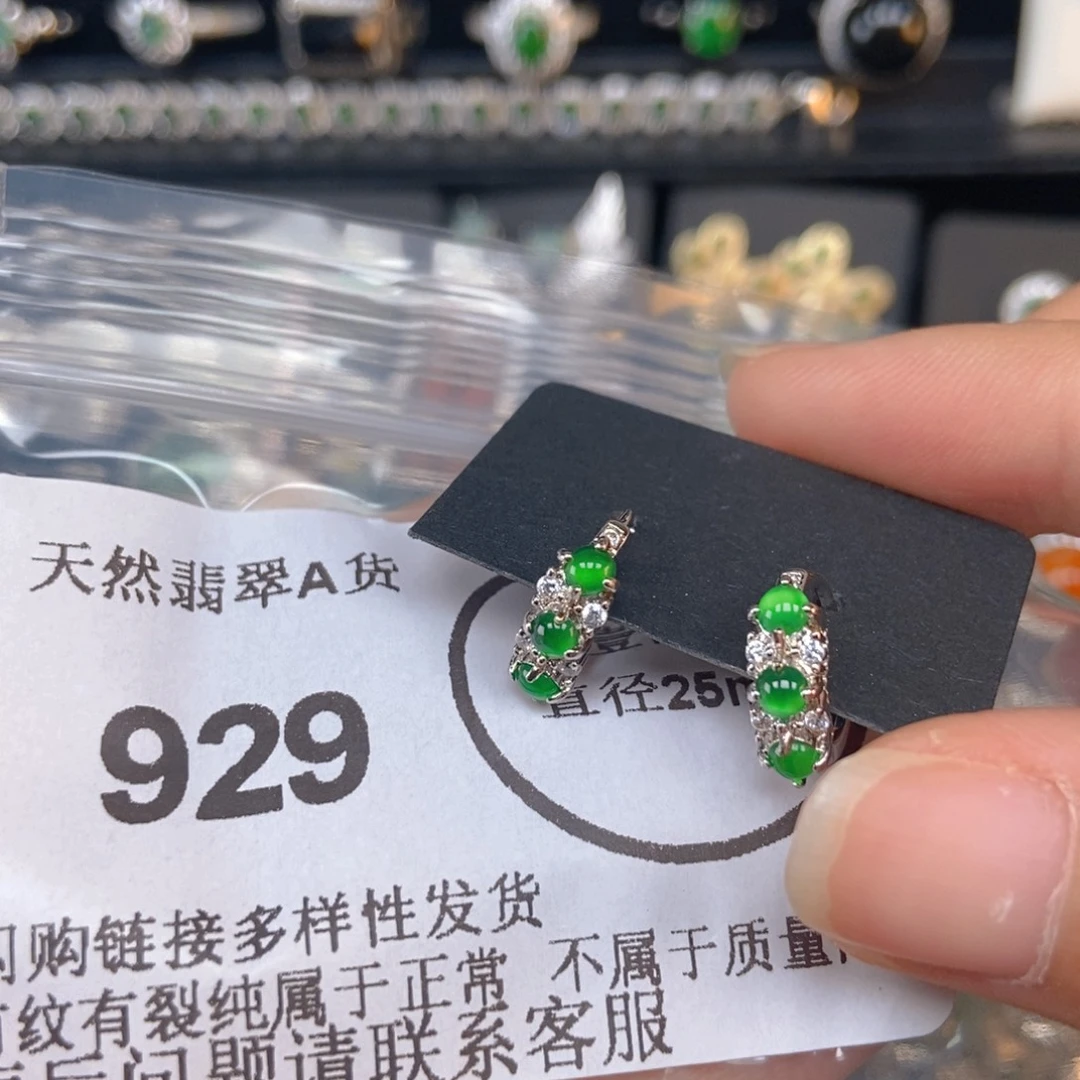 天然翡翠A货
929
直径25m
购链接多样性发货
纹有裂纯属于正常 不属于质量
后问题请联系客服